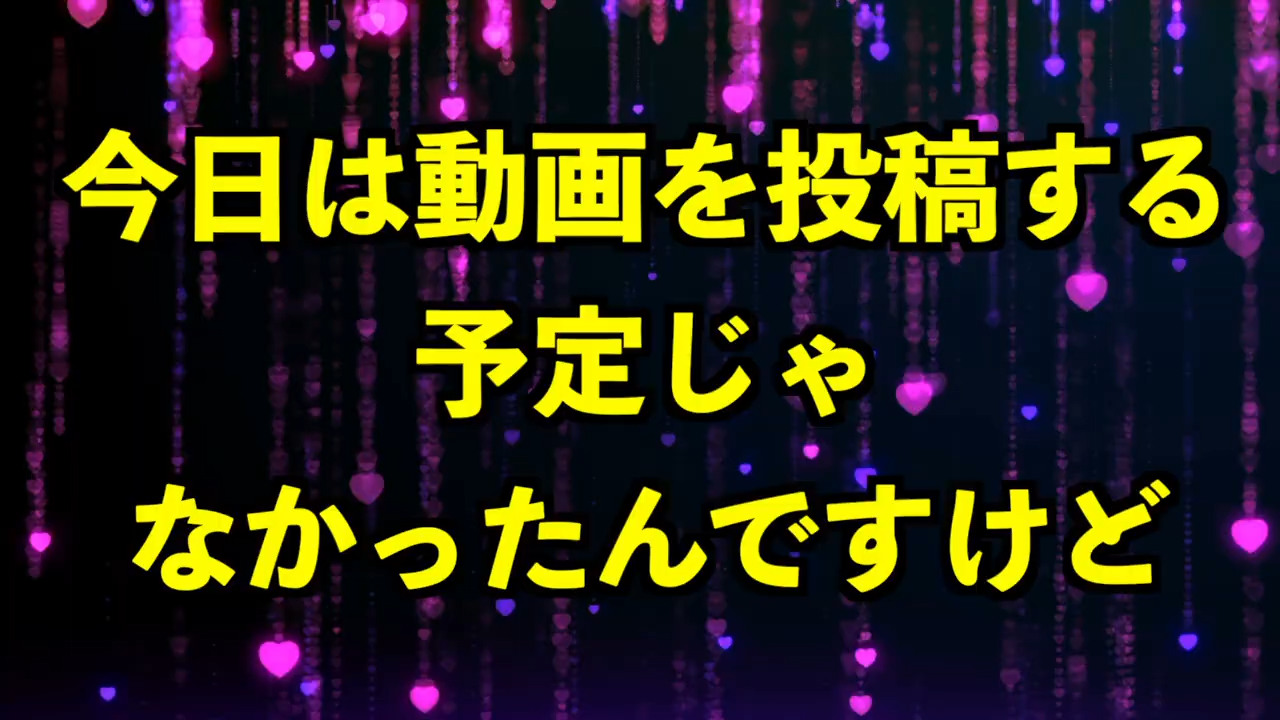 今日は動画を投稿する
予定じゃ
なかったんですけど